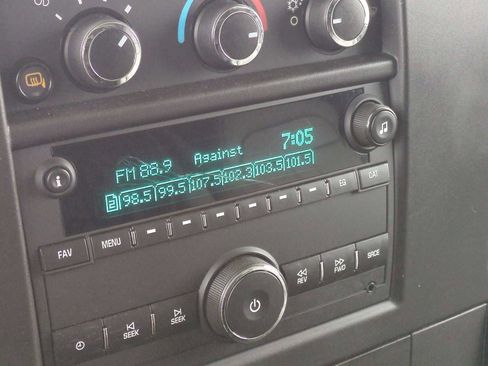 FM 88.9 Against 7:05
98.5 99.5 107.5 102.3 103.5 101.5
FAV MENU EQ CAT
REV FWD SRCE
SEEK SEEK